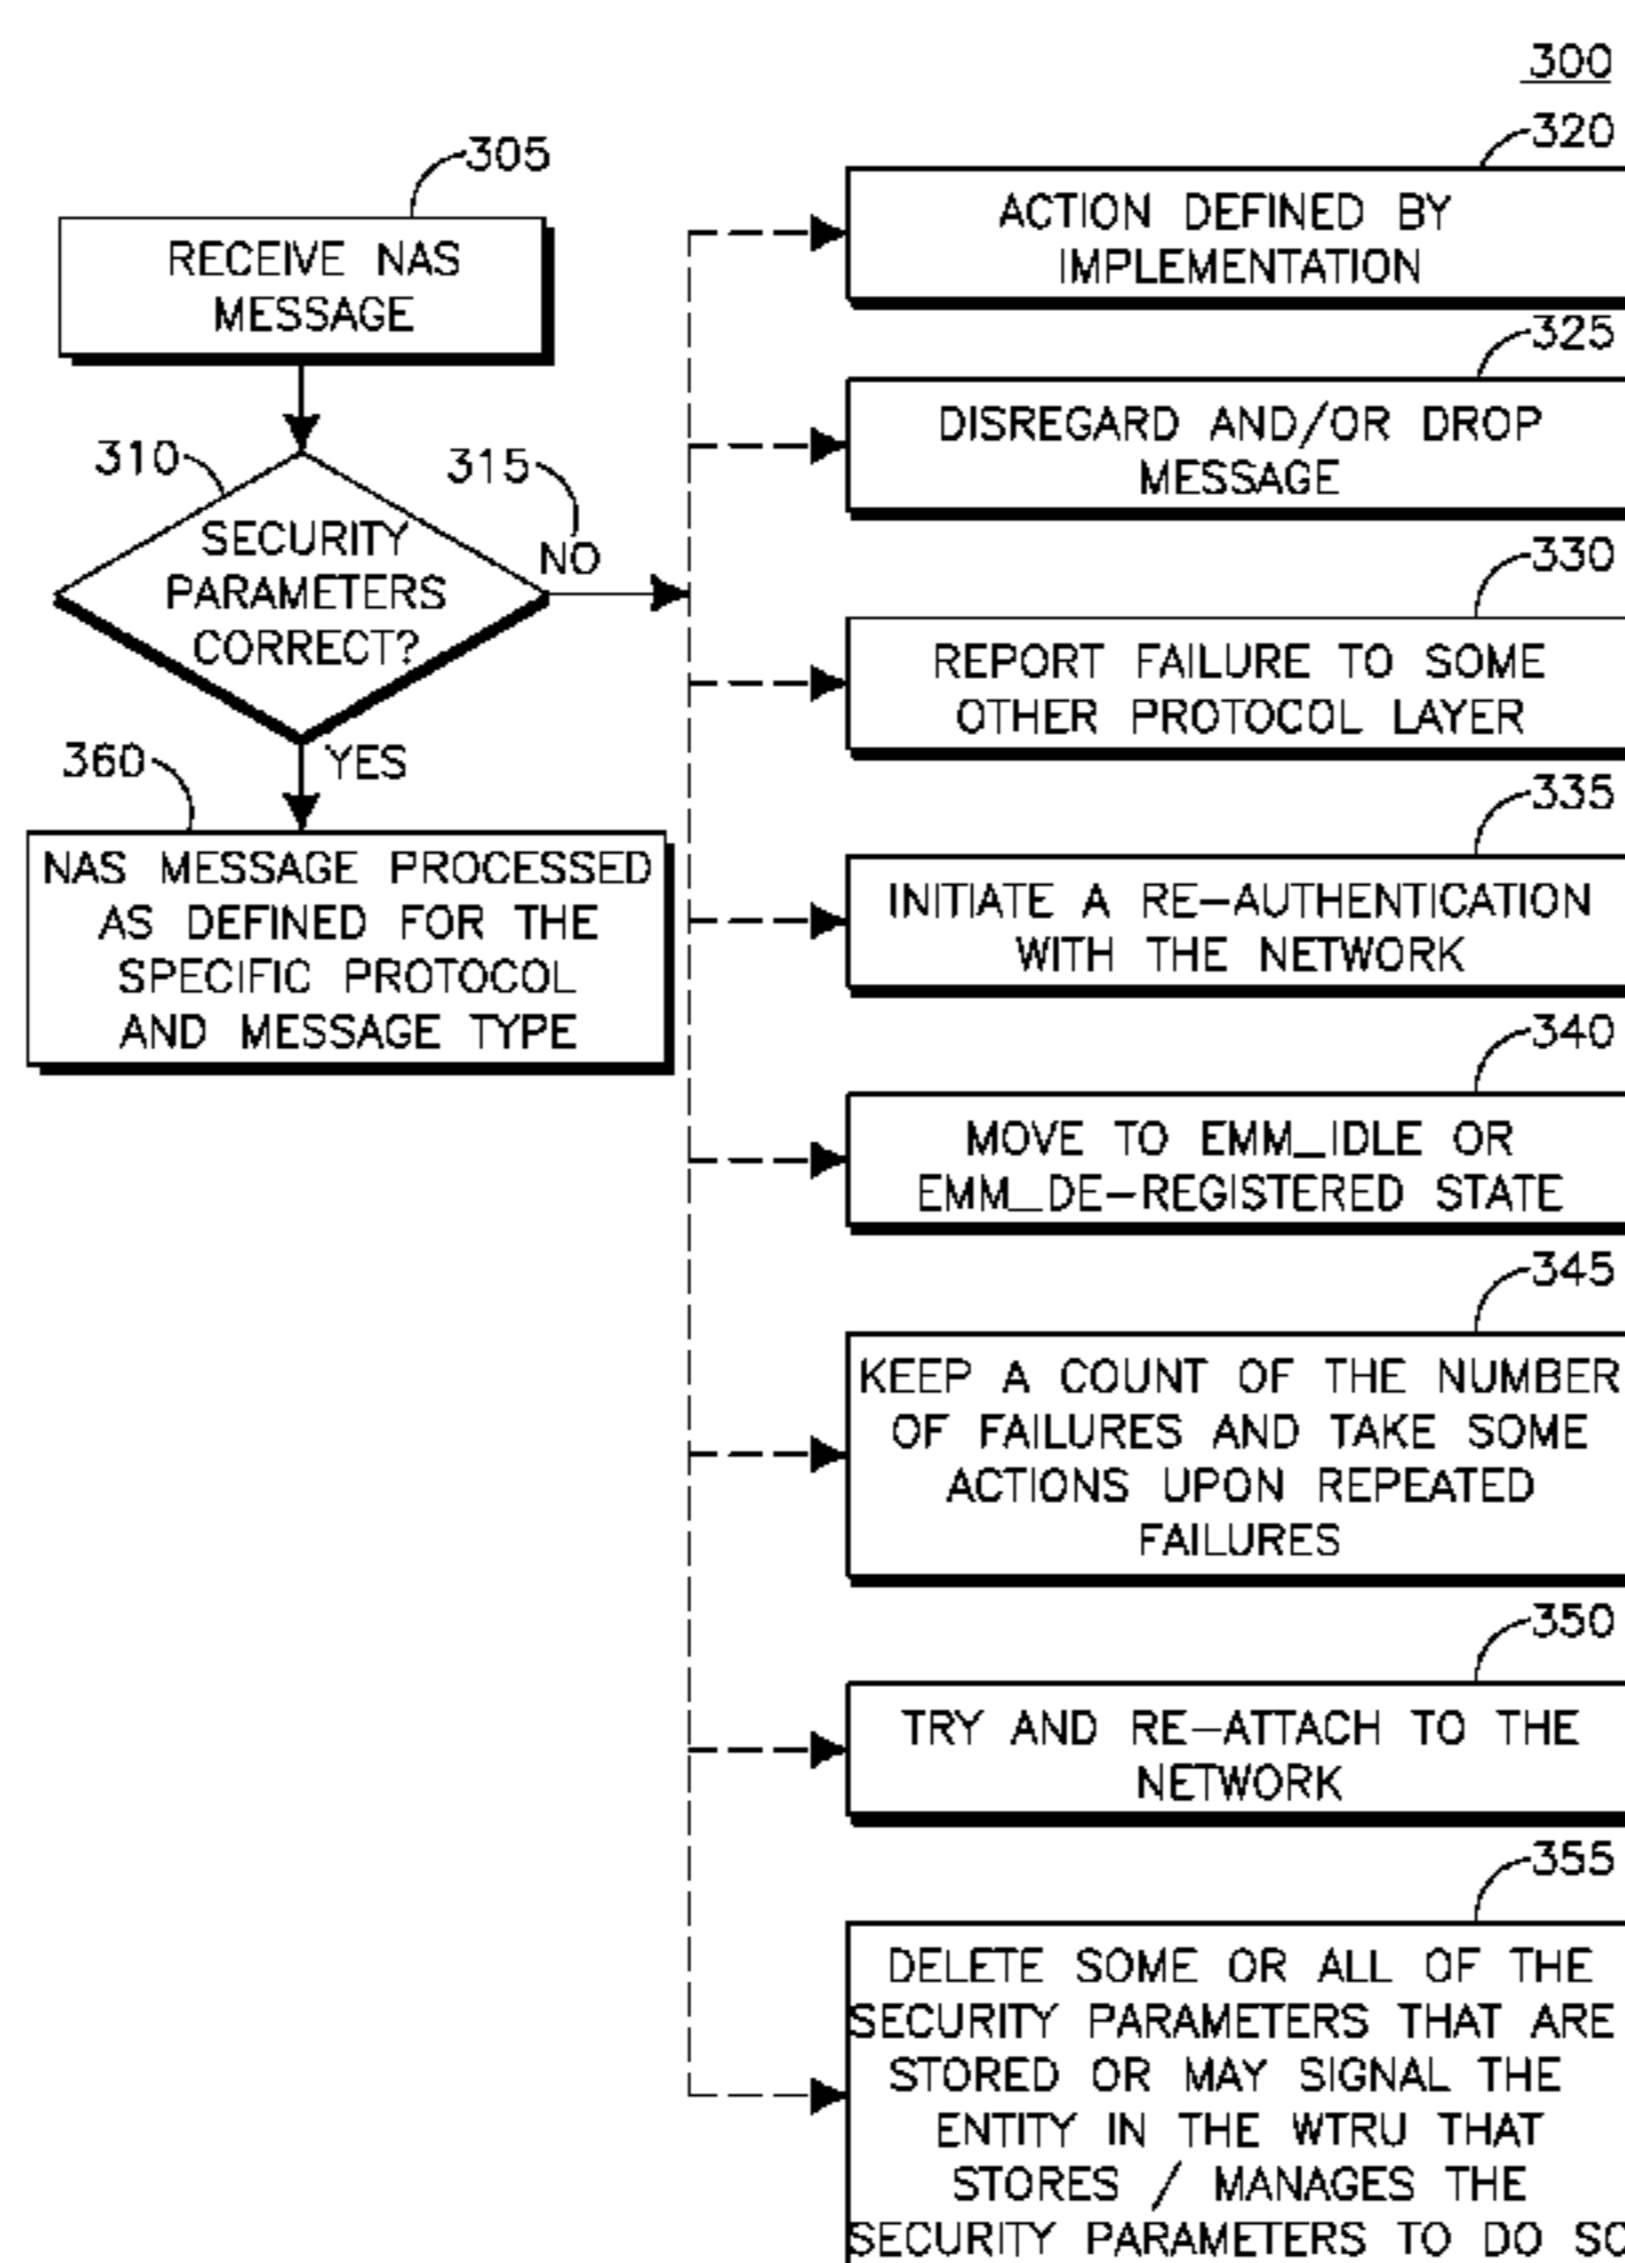 300
305
RECEIVE NAS
MESSAGE
310
SECURITY
PARAMETERS
CORRECT?
315
NO
YES
360
NAS MESSAGE PROCESSED
AS DEFINED FOR THE
SPECIFIC PROTOCOL
AND MESSAGE TYPE
320
ACTION DEFINED BY
IMPLEMENTATION
325
DISREGARD AND/OR DROP
MESSAGE
330
REPORT FAILURE TO SOME
OTHER PROTOCOL LAYER
335
INITIATE A RE-AUTHENTICATION
WITH THE NETWORK
340
MOVE TO EMM_IDLE OR
EMM_DE-REGISTERED STATE
345
KEEP A COUNT OF THE NUMBER
OF FAILURES AND TAKE SOME
ACTIONS UPON REPEATED
FAILURES
350
TRY AND RE-ATTACH TO THE
NETWORK
355
DELETE SOME OR ALL OF THE
SECURITY PARAMETERS THAT ARE
STORED OR MAY SIGNAL THE
ENTITY IN THE WTRU THAT
STORES / MANAGES THE
SECURITY PARAMETERS TO DO SO